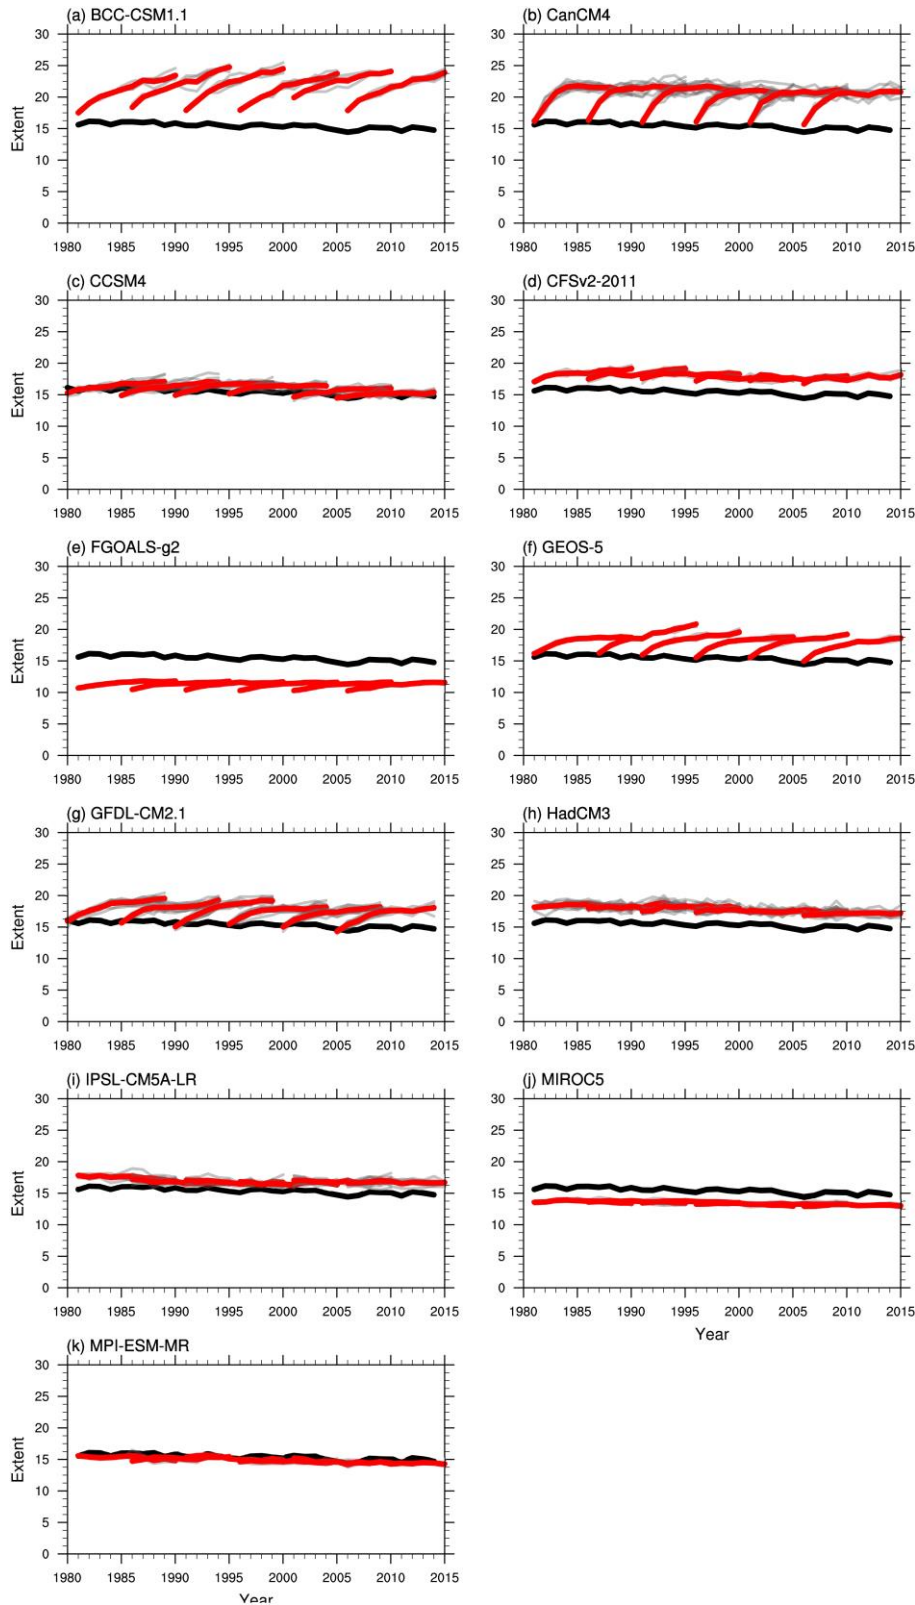 (a) BCC-CSM1.1
30
25
20
15
10
5
0
Extent
1980 1985 1990 1995 2000 2005 2010 2015
(b) CanCM4
30
25
20
15
10
5
0
1980 1985 1990 1995 2000 2005 2010 2015
(c) CCSM4
30
25
20
15
10
5
0
Extent
1980 1985 1990 1995 2000 2005 2010 2015
(d) CFSv2-2011
30
25
20
15
10
5
0
1980 1985 1990 1995 2000 2005 2010 2015
(e) FGOALS-g2
30
25
20
15
10
5
0
Extent
1980 1985 1990 1995 2000 2005 2010 2015
(f) GEOS-5
30
25
20
15
10
5
0
1980 1985 1990 1995 2000 2005 2010 2015
(g) GFDL-CM2.1
30
25
20
15
10
5
0
Extent
1980 1985 1990 1995 2000 2005 2010 2015
(h) HadCM3
30
25
20
15
10
5
0
1980 1985 1990 1995 2000 2005 2010 2015
(i) IPSL-CM5A-LR
30
25
20
15
10
5
0
Extent
1980 1985 1990 1995 2000 2005 2010 2015
(j) MIROC5
30
25
20
15
10
5
0
1980 1985 1990 1995 2000 2005 2010 2015
Year
(k) MPI-ESM-MR
30
25
20
15
10
5
0
Extent
1980 1985 1990 1995 2000 2005 2010 2015
Year